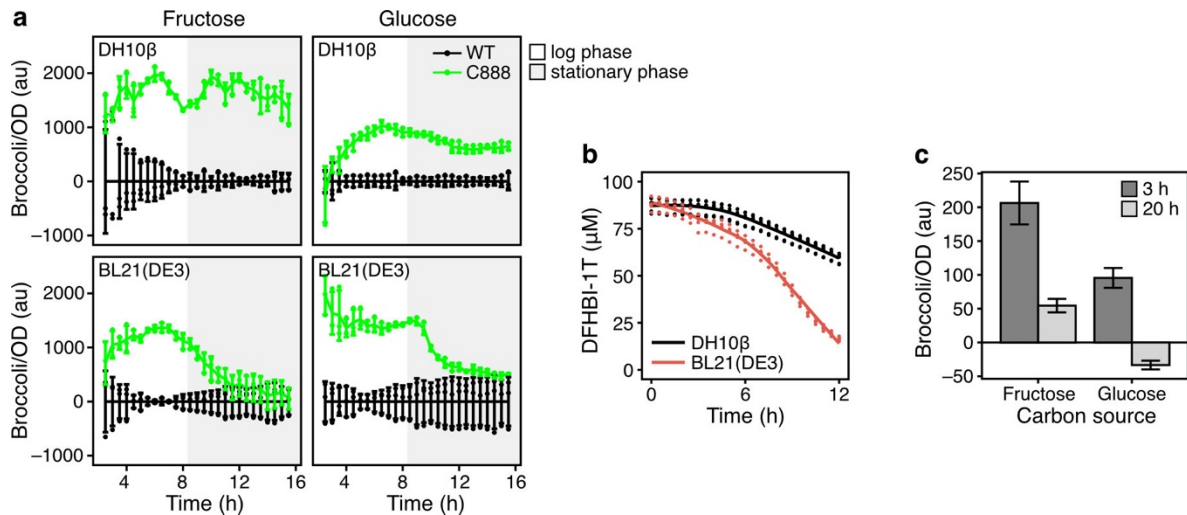 a
Fructose
Glucose
DH10β
DH10β
WT
C888
log phase
stationary phase
Broccoli/OD (au)
2000
1000
0
−1000
BL21(DE3)
BL21(DE3)
Broccoli/OD (au)
2000
1000
0
−1000
4 8 12 16
4 8 12 16
Time (h)
Time (h)
b
DFHBI-1T (µM)
100
75
50
25
0
DH10β
BL21(DE3)
0 6 12
Time (h)
c
Broccoli/OD (au)
250
200
150
100
50
0
−50
3 h
20 h
Fructose Glucose
Carbon source